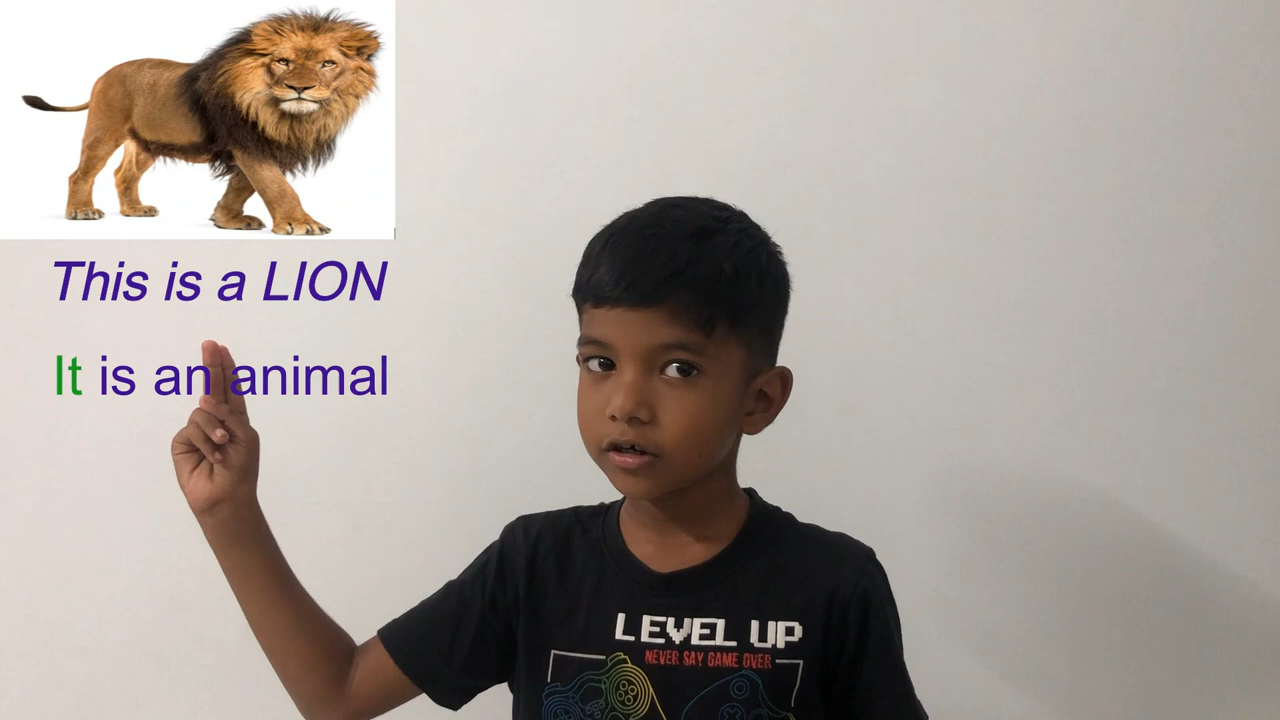 This is a LION
It is an animal
LEVEL UP
NEVER SAY GAME OVER